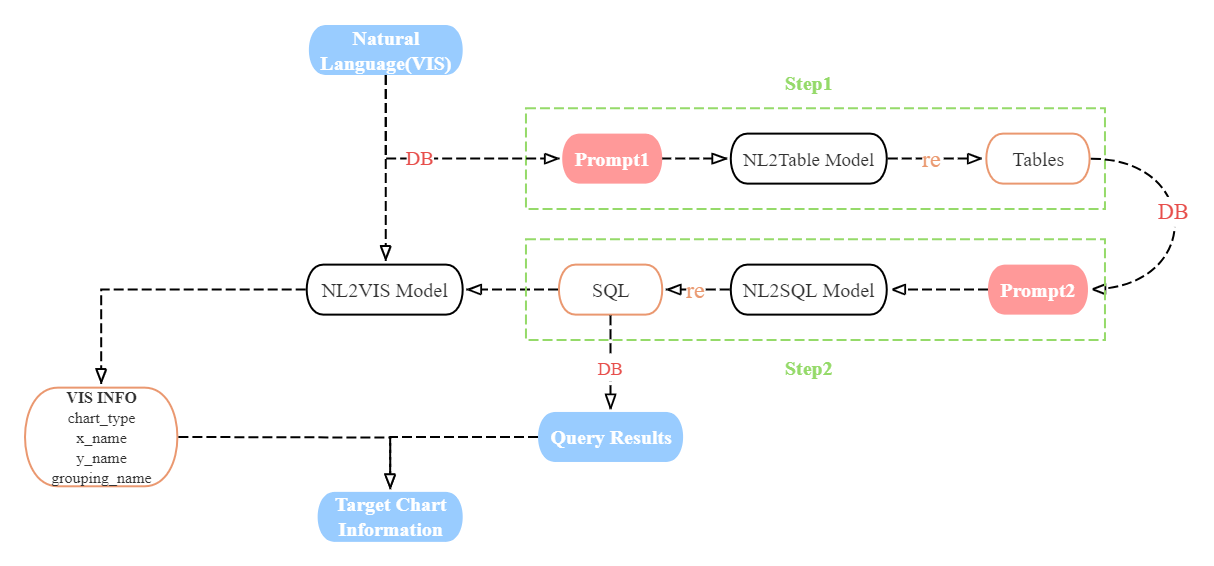 Natural
Language(VIS)
Step1
DB
Prompt1
NL2Table Model
re
Tables
DB
NL2VIS Model
SQL
re
NL2SQL Model
Prompt2
DB
Step2
VIS INFO
chart_type
x_name
y_name
grouping_name
Query Results
Target Chart
Information